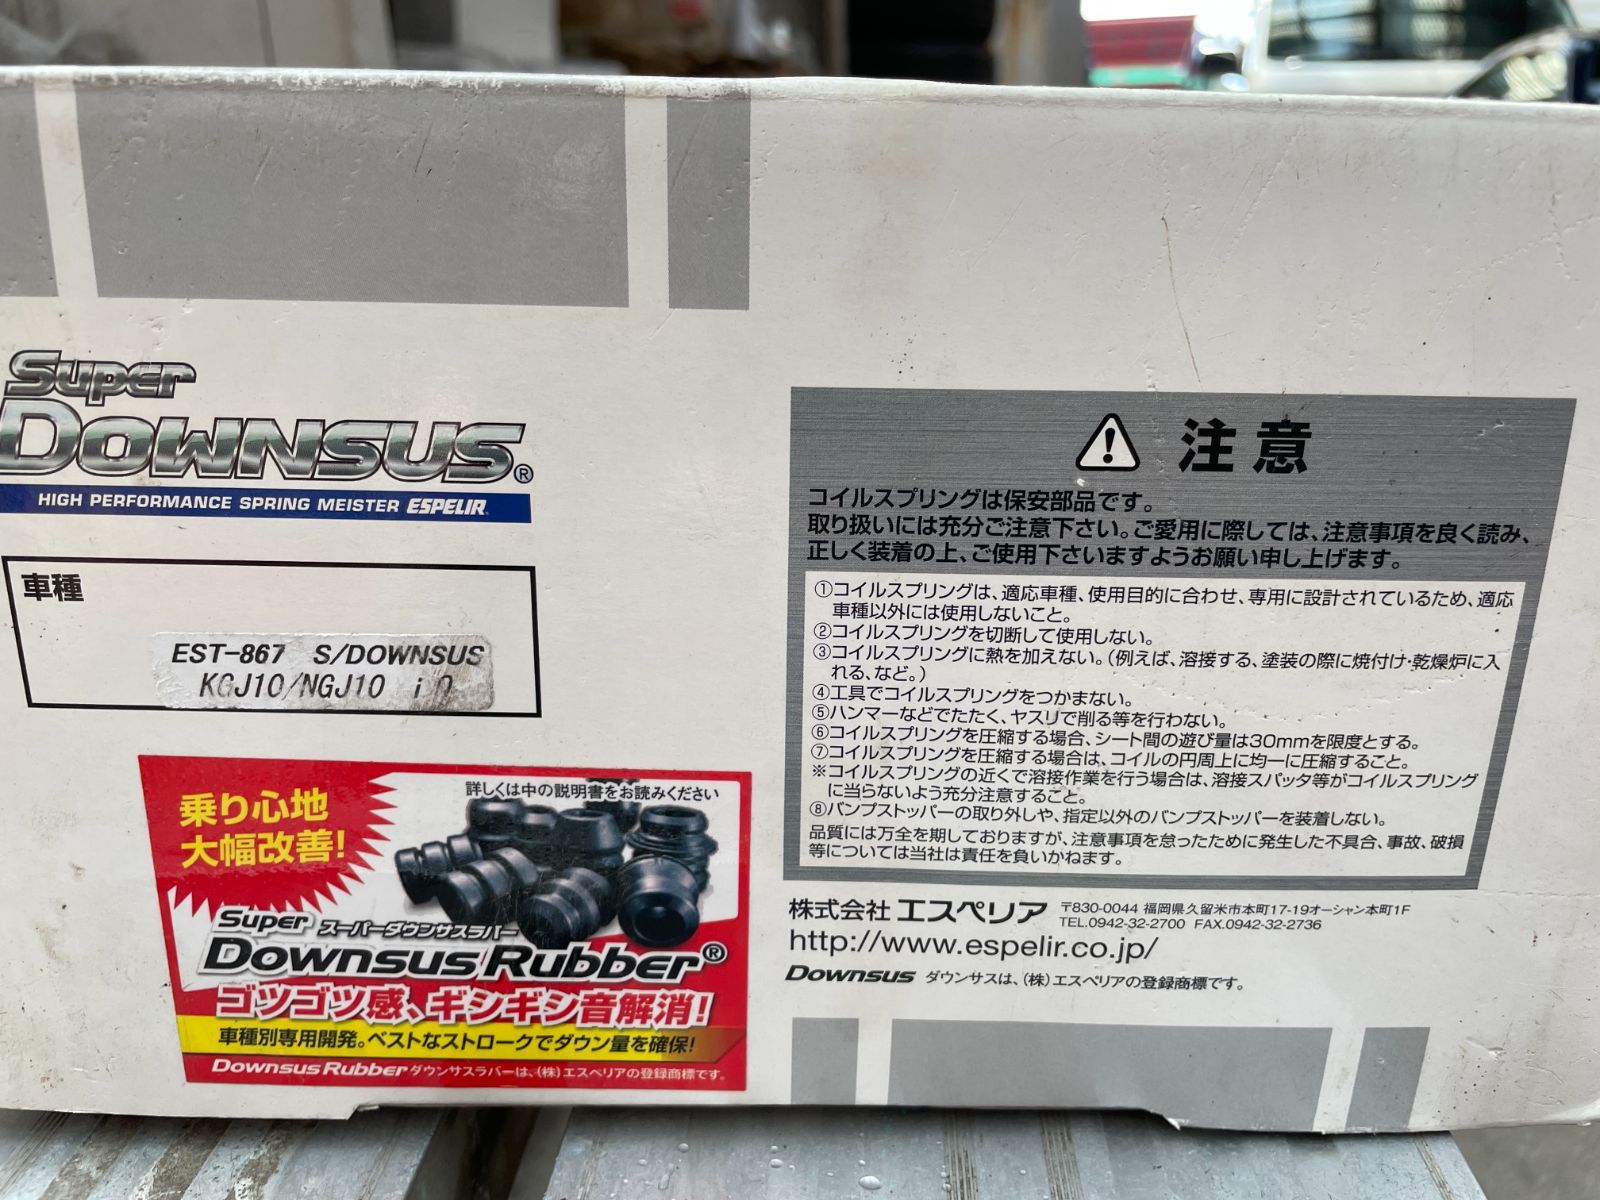 Super
DOWNSUS®
HIGH PERFORMANCE SPRING MEISTER ESPELIR
車種
EST-867 S/DOWNSUS
KGJ10/NGJ10
詳しくは中の説明書をお読みください
乗り心地
大幅改善!
Super スーパーダウンサスラバー
Downsus Rubber®
ゴツゴツ感、ギシギシ音解消!
車種別専用開発。ベストなストロークでダウン量を確保!
Downsus Rubber ダウンサスラバーは、(株)エスペリアの登録商標です。
注意
コイルスプリングは保安部品です。
取り扱いには充分ご注意下さい。ご愛用に際しては、注意事項を良く読み、
正しく装着の上、ご使用下さいますようお願い申し上げます。
①コイルスプリングは、適応車種、使用目的に合わせ、専用に設計されているため、適応
車種以外には使用しないこと。
②コイルスプリングを切断して使用しない。
③コイルスプリングに熱を加えない。(例えば、溶接する、塗装の際に焼付け・乾燥炉に入
れる、など。)
④工具でコイルスプリングをつかまない。
⑤ハンマーなどでたたく、ヤスリで削る等を行わない。
⑥コイルスプリングを圧縮する場合、シート間の遊び量は30mmを限度とする。
⑦コイルスプリングを圧縮する場合は、コイルの円周上に均一に圧縮すること。
※コイルスプリングの近くで溶接作業を行う場合は、溶接スパッタ等がコイルスプリング
に当らないよう充分注意すること。
⑧バンプストッパーの取り外しや、指定以外のバンプストッパーを装着しない。
品質には万全を期しておりますが、注意事項を怠ったために発生した不具合、事故、破損
等については当社は責任を負いかねます。
株式会社 エスペリア 〒830-0044 福岡県久留米市本町17-19オーシャン本町1F
TEL.0942-32-2700 FAX.0942-32-2736
http://www.espelir.co.jp/
Downsus ダウンサスは、(株)エスペリアの登録商標です。